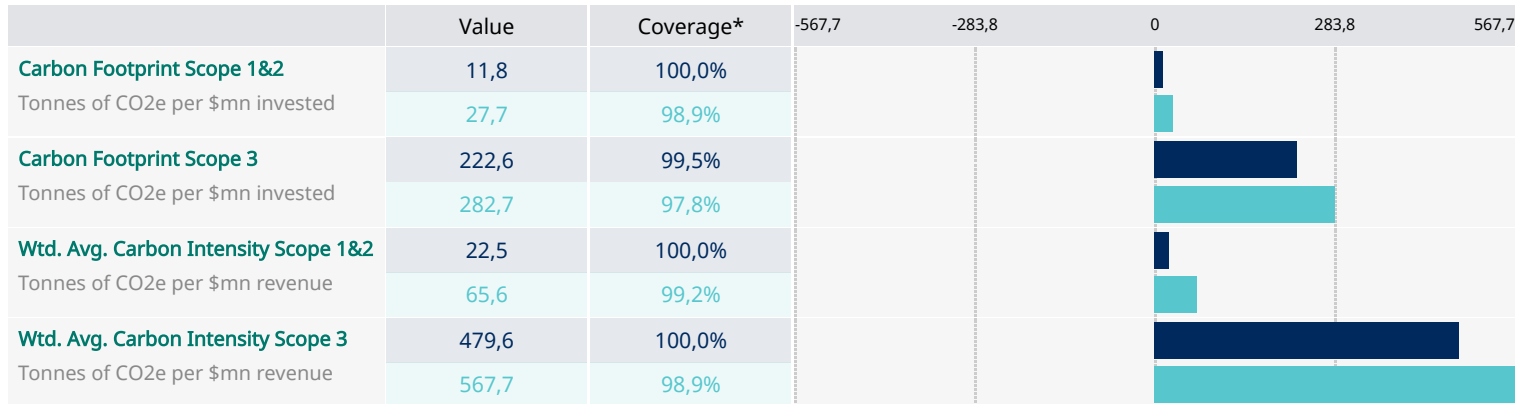 Value Coverage* -567,7 -283,8 0 283,8 567,7
Carbon Footprint Scope 1&2 11,8 100,0%
Tonnes of CO2e per $mn invested 27,7 98,9%
Carbon Footprint Scope 3 222,6 99,5%
Tonnes of CO2e per $mn invested 282,7 97,8%
Wtd. Avg. Carbon Intensity Scope 1&2 22,5 100,0%
Tonnes of CO2e per $mn revenue 65,6 99,2%
Wtd. Avg. Carbon Intensity Scope 3 479,6 100,0%
Tonnes of CO2e per $mn revenue 567,7 98,9%